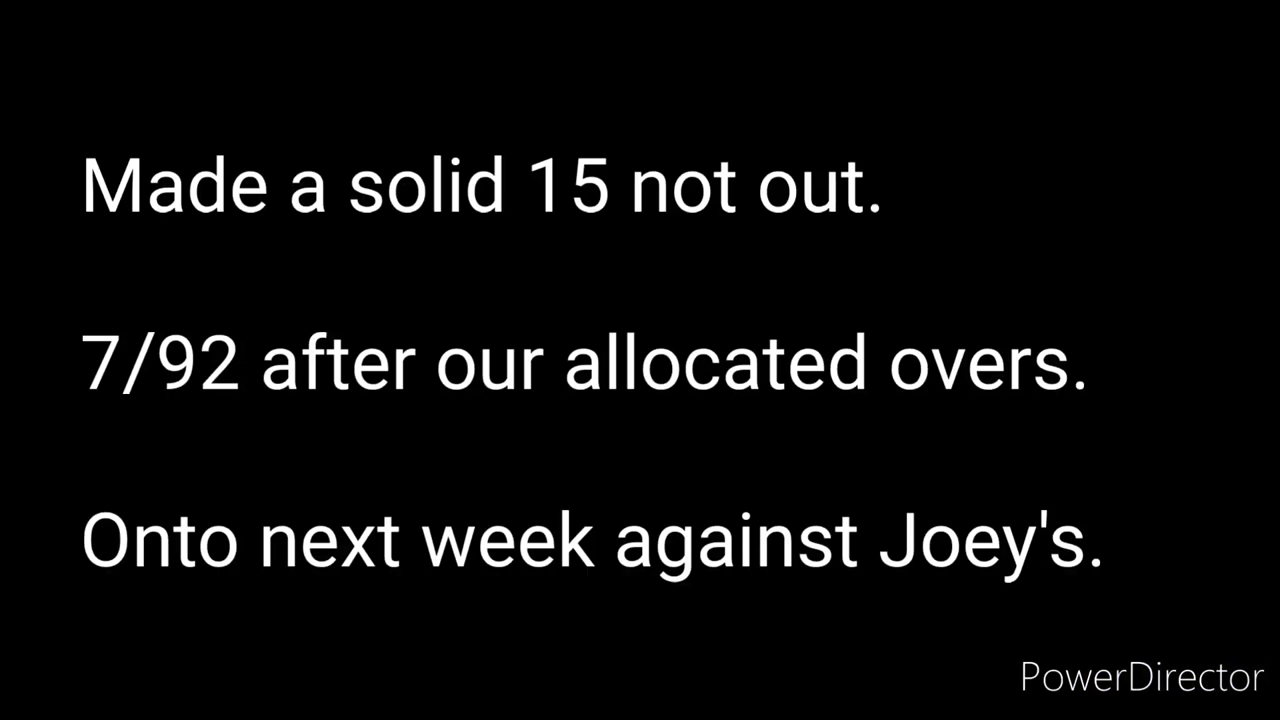 Made a solid 15 not out.
7/92 after our allocated overs.
Onto next week against Joey's.
PowerDirector